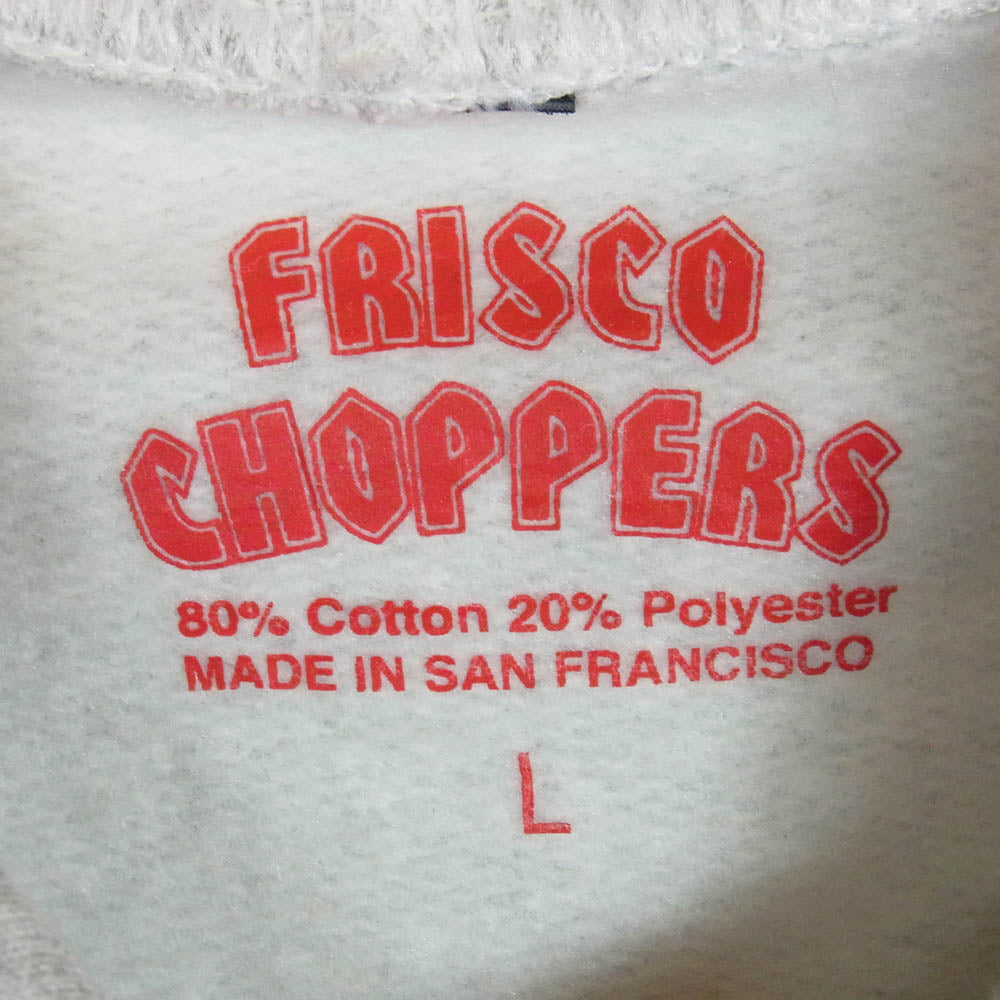 FRISCO
CHOPPERS
80% Cotton 20% Polyester
MADE IN SAN FRANCISCO
L